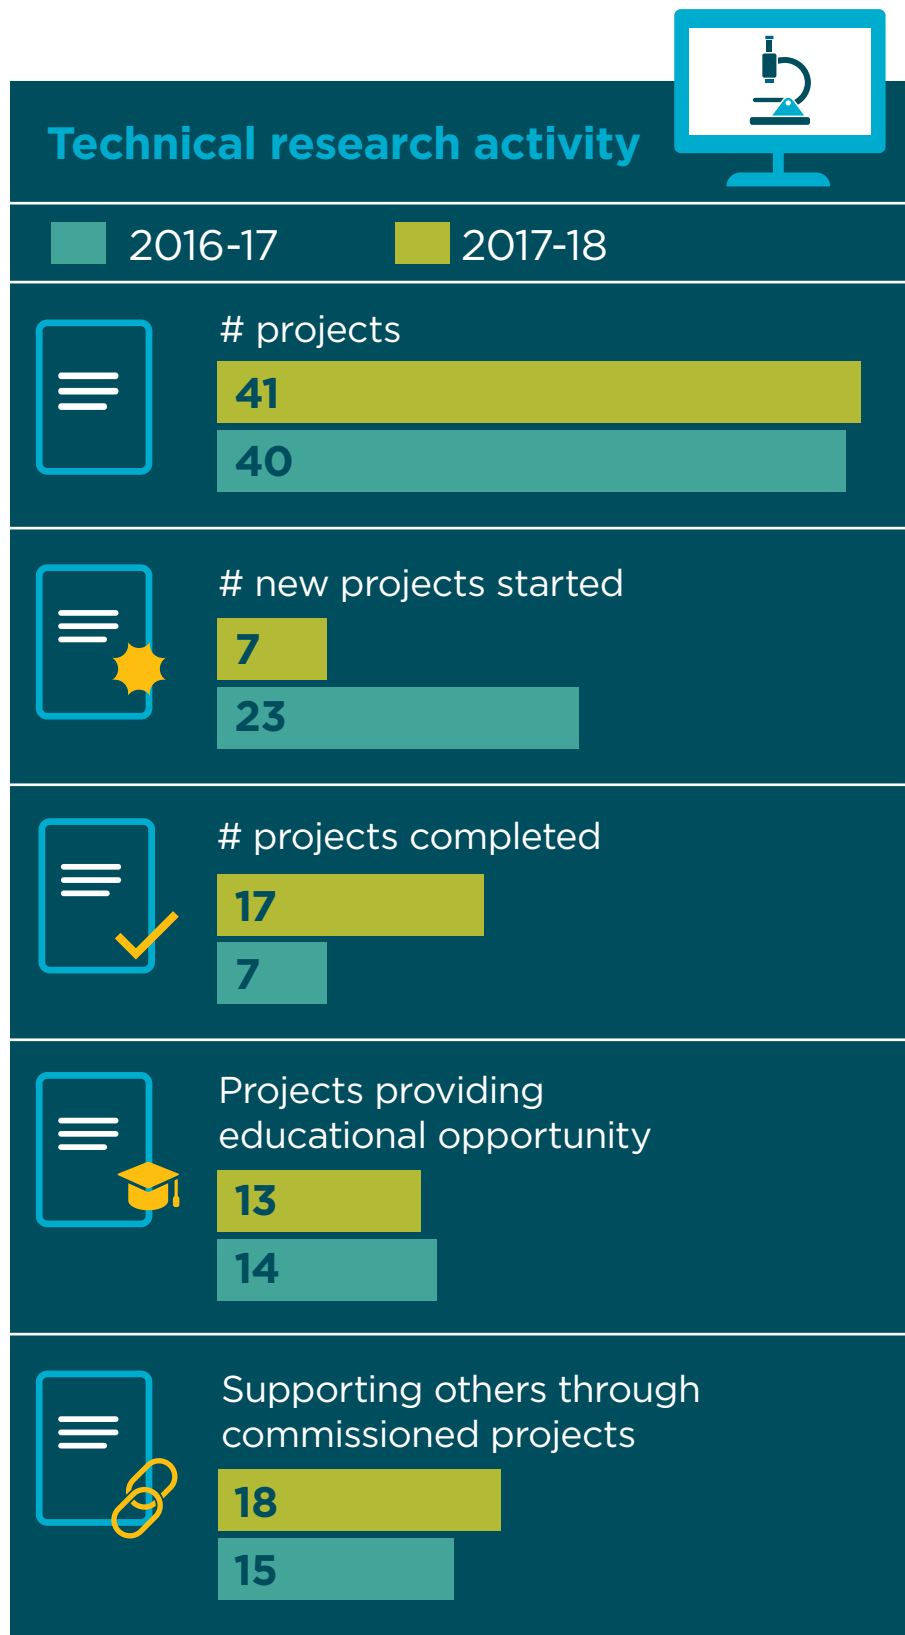 Technical research activity
2016-17 2017-18
# projects
41
40
# new projects started
7
23
# projects completed
17
7
Projects providing
educational opportunity
13
14
Supporting others through
commissioned projects
18
15